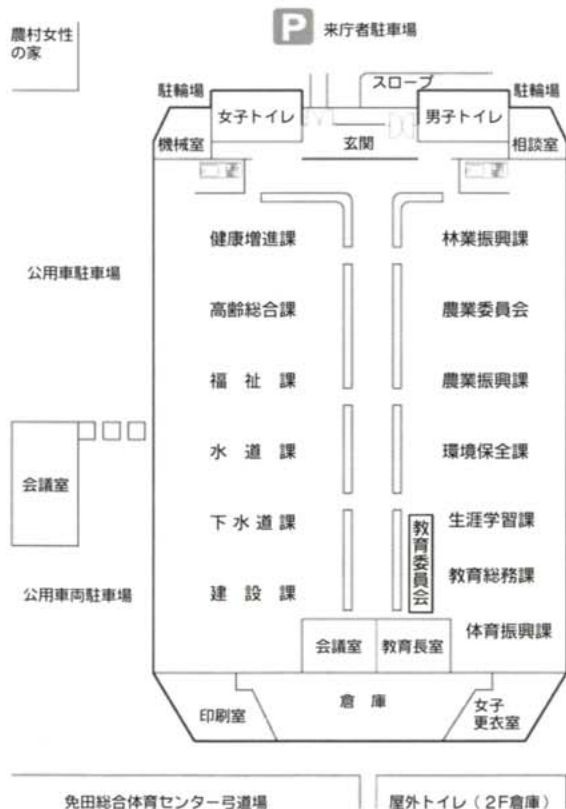 農村女性
の家
P 来庁者駐車場
スロープ
駐輪場
駐輪場
女子トイレ
男子トイレ
機械室
玄関
相談室
健康増進課
林業振興課
公用車駐車場
高齢総合課
農業委員会
福祉課
農業振興課
水道課
環境保全課
会議室
下水道課
教育委員会
生涯学習課
教育総務課
公用車両駐車場
建設課
体育振興課
会議室
教育長室
倉庫
印刷室
女子
更衣室
免田総合体育センター弓道場
屋外トイレ（2F倉庫）